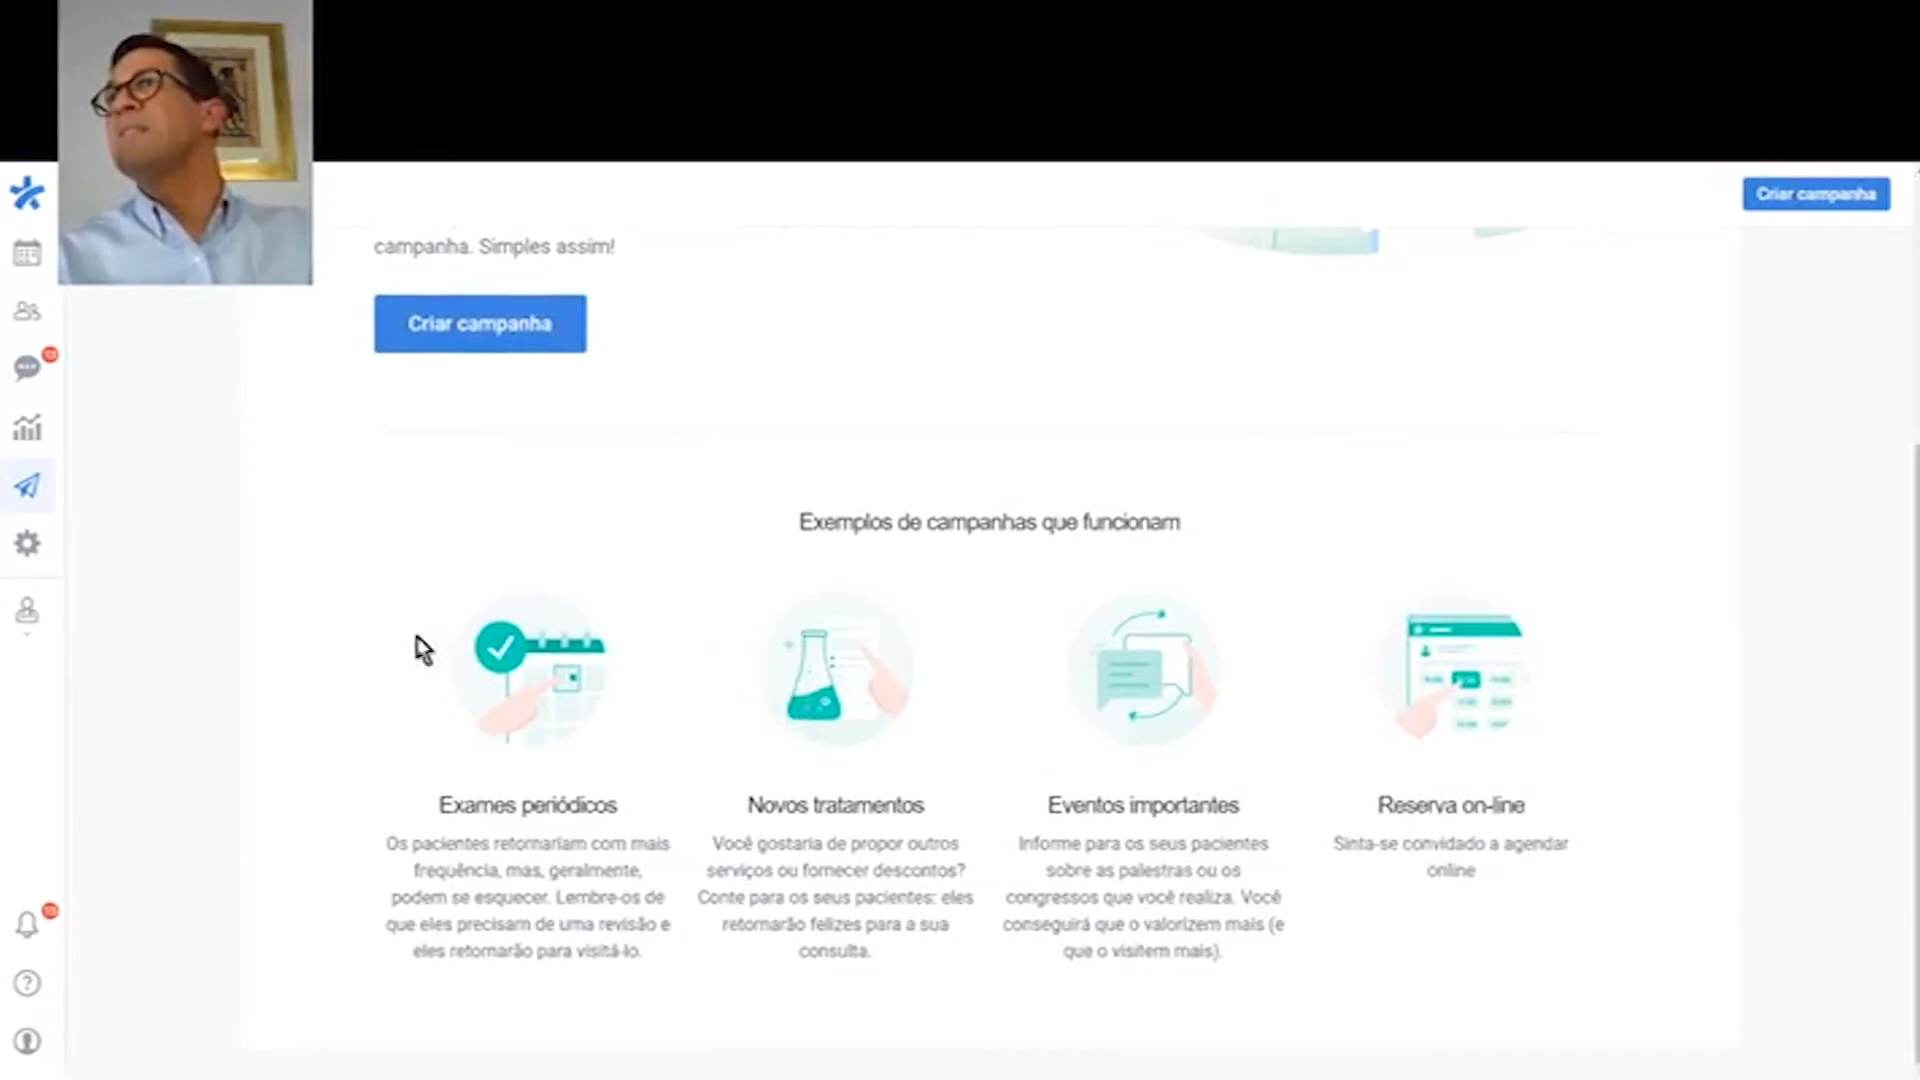 Criar campanha
campanha. Simples assim!
Criar campanha
Exemplos de campanhas que funcionam
Exames periódicos
Os pacientes retornariam com mais
frequência, mas, geralmente,
podem se esquecer. Lembre-os de
que eles precisam de uma revisão e
eles retornarão para visitá-lo.
Novos tratamentos
Você gostaria de propor outros
serviços ou fornecer descontos?
Conte para os seus pacientes: eles
retornarão felizes para a sua
consulta.
Eventos importantes
Informe para os seus pacientes
sobre as palestras ou os
congressos que você realiza. Você
conseguirá que o valorizem mais (e
que o visitem mais).
Reserva on-line
Sinta-se convidado a agendar
online